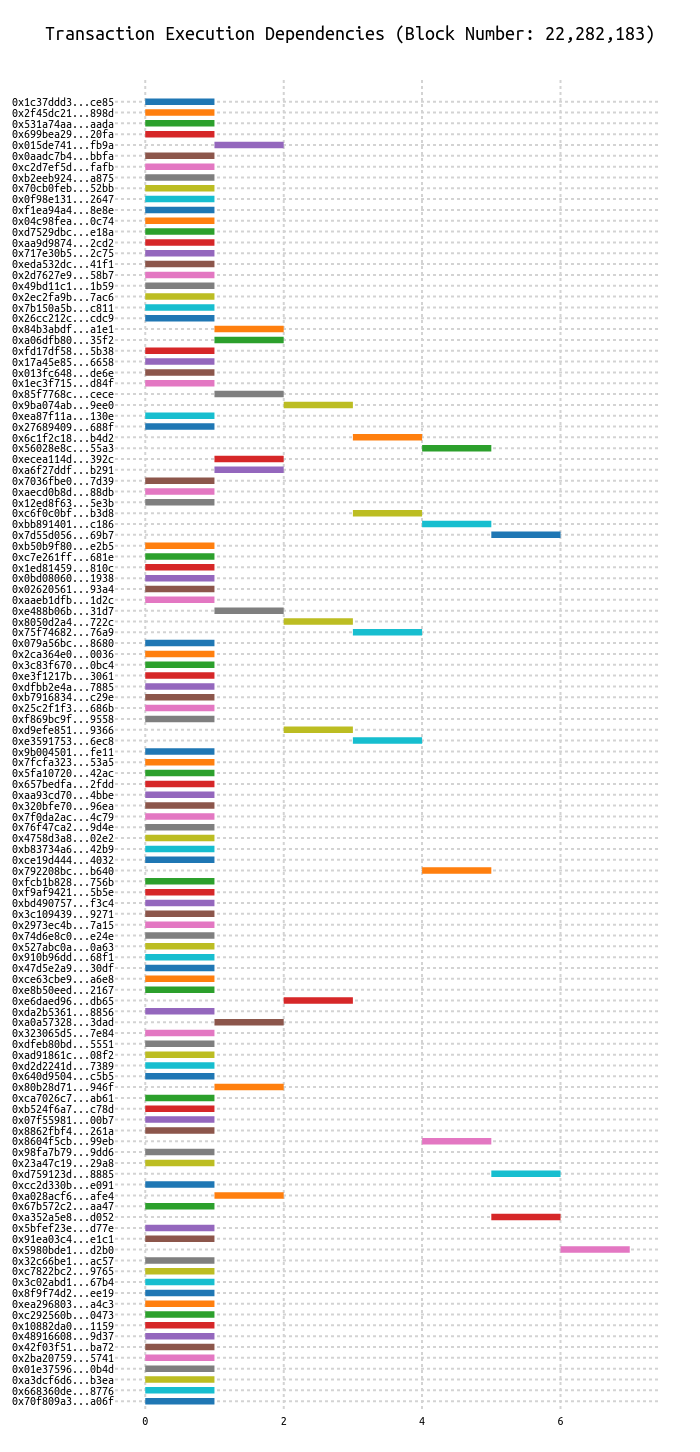 Transaction Execution Dependencies (Block Number: 22,282,183)
0x1c37ddd3...ce85
0x2f45dc21...898d
0x531a74aa...aada
0x699bea29...20fa
0x015de741...fb9a
0x0aadc7b4...bbfa
0xc2d7ef5d...fafb
0xb2eeb924...a875
0x70cb0feb...52bb
0x0f98e131...2647
0xf1ea94a4...8e8e
0x04c98fea...0c74
0xd7529dbc...e18a
0xaa9d9874...2cd2
0x717e30b5...2c75
0xeda532dc...41f1
0x2d7627e9...58b7
0x49bd11c1...1b59
0x2ec2fa9b...7ac6
0x7b150a5b...c811
0x26cc212c...cdc9
0x84b3abdf...a1e1
0xa06dfb80...35f2
0xfd17df58...5b38
0x17a45e85...6658
0x013fc648...de6e
0x1ec3f715...d84f
0x85f7768c...cece
0x9ba074ab...9ee0
0xea87f11a...130e
0x27689409...688f
0x6c1f2c18...b4d2
0x56028e8c...55a3
0xecea114d...392c
0xa6f27ddf...b291
0x7036fbe0...7d39
0xaecd0b8d...88db
0x12ed8f63...5e3b
0xc6f0c0bf...b3d8
0xbb891401...c186
0x7d55d056...69b7
0xb50b9f80...e2b5
0xc7e261ff...681e
0x1ed81459...810c
0x0bd08060...1938
0x02620561...93a4
0xaaeb1dfb...1d2c
0xe488b06b...31d7
0x8050d2a4...722c
0x75f74682...76a9
0x079a56bc...8680
0x2ca364e0...0036
0x3c83f670...0bc4
0xe3f1217b...3061
0xdfbb2e4a...7885
0xb7916834...c29e
0x25c2f1f3...686b
0xf869bc9f...9558
0xd9efe851...9366
0xe3591753...6ec8
0x9b004501...fe11
0x7fcfa323...53a5
0x5fa10720...42ac
0x657bedfa...2fdd
0xaa93cd70...4bbe
0x320bfe70...96ea
0x7f0da2ac...4c79
0x76f47ca2...9d4e
0x4758d3a8...02e2
0xb83734a6...42b9
0xce19d444...4032
0x792208bc...b640
0xfcb1b828...756b
0xf9af9421...5b5e
0xbd490757...f3c4
0x3c109439...9271
0x2973ec4b...7a15
0x74d6e8c0...e24e
0x527abc0a...0a63
0x910b96dd...68f1
0x47d5e2a9...30df
0xce63cbe9...a6e8
0xe8b50eed...2167
0xe6daed96...db65
0xda2b5361...8856
0xa0a57328...3dad
0x323065d5...7e84
0xdfeb80bd...5551
0xad91861c...08f2
0xd2d2241d...7389
0x640d9504...c5b5
0x80b28d71...946f
0xca7026c7...ab61
0xb524f6a7...c78d
0x07f55981...00b7
0x8862fbf4...261a
0x8604f5cb...99eb
0x98fa7b79...9dd6
0x23a47c19...29a8
0xd759123d...8885
0xcc2d330b...e091
0xa028acf6...afe4
0x67b572c2...aa47
0xa352a5e8...d052
0x5bfef23e...d77e
0x91ea03c4...e1c1
0x5980bde1...d2b0
0x32c66be1...ac57
0xc7822bc2...9765
0x3c02abd1...67b4
0x8f9f74d2...ee19
0xea296803...a4c3
0xc292560b...0473
0x10882da0...1159
0x48916608...9d37
0x42f03f51...ba72
0x2ba20759...5741
0x01e37596...0b4d
0xa3dcf6d6...b3ea
0x668360de...8776
0x70f809a3...a06f
0 2 4 6